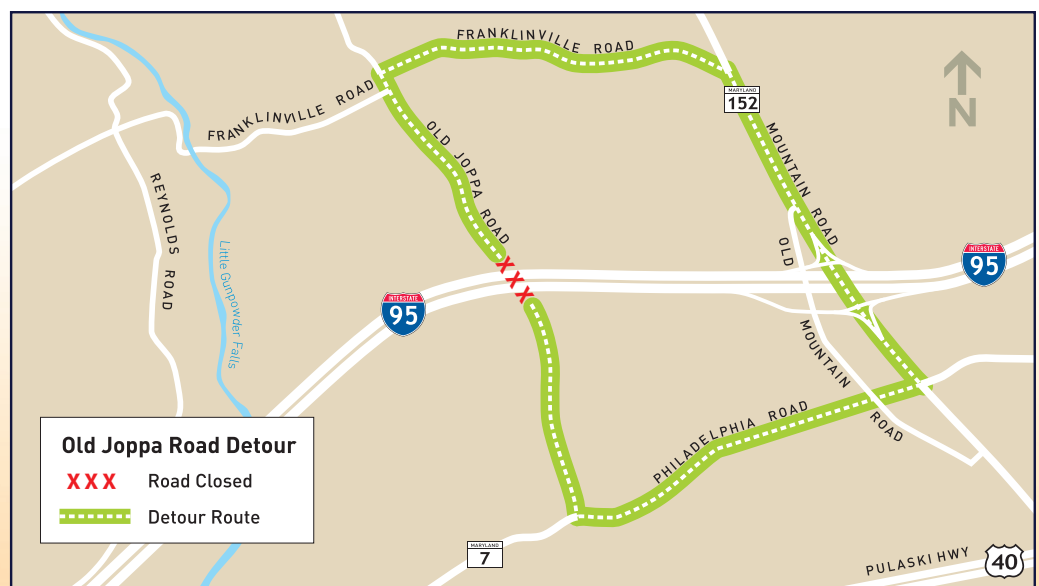 FRANKLINVILLE ROAD
N
FRANKLINVILLE ROAD
MARYLAND
152
OLD JOPPA ROAD
MOUNTAIN ROAD
REYNOLDS ROAD
Little Gunpowder Falls
XXX
INTERSTATE
95
INTERSTATE
95
OLD MOUNTAIN ROAD
PHILADELPHIA ROAD
Old Joppa Road Detour
XXX Road Closed
Detour Route
MARYLAND
7
PULASKI HWY
40